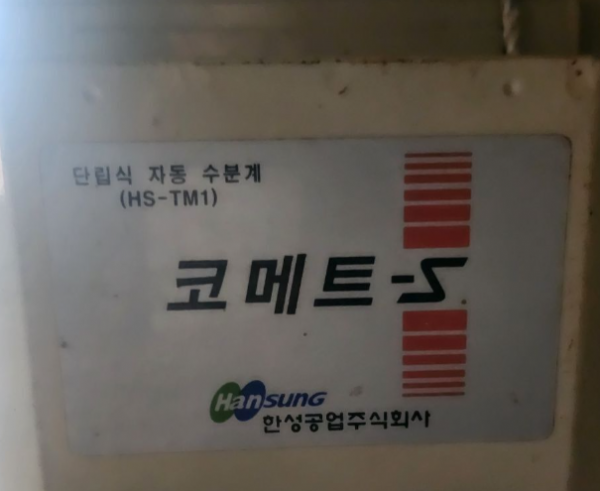 단립식 자동 수분계
(HS-TM1)
코메트-S
Hansung
한성공업주식회사